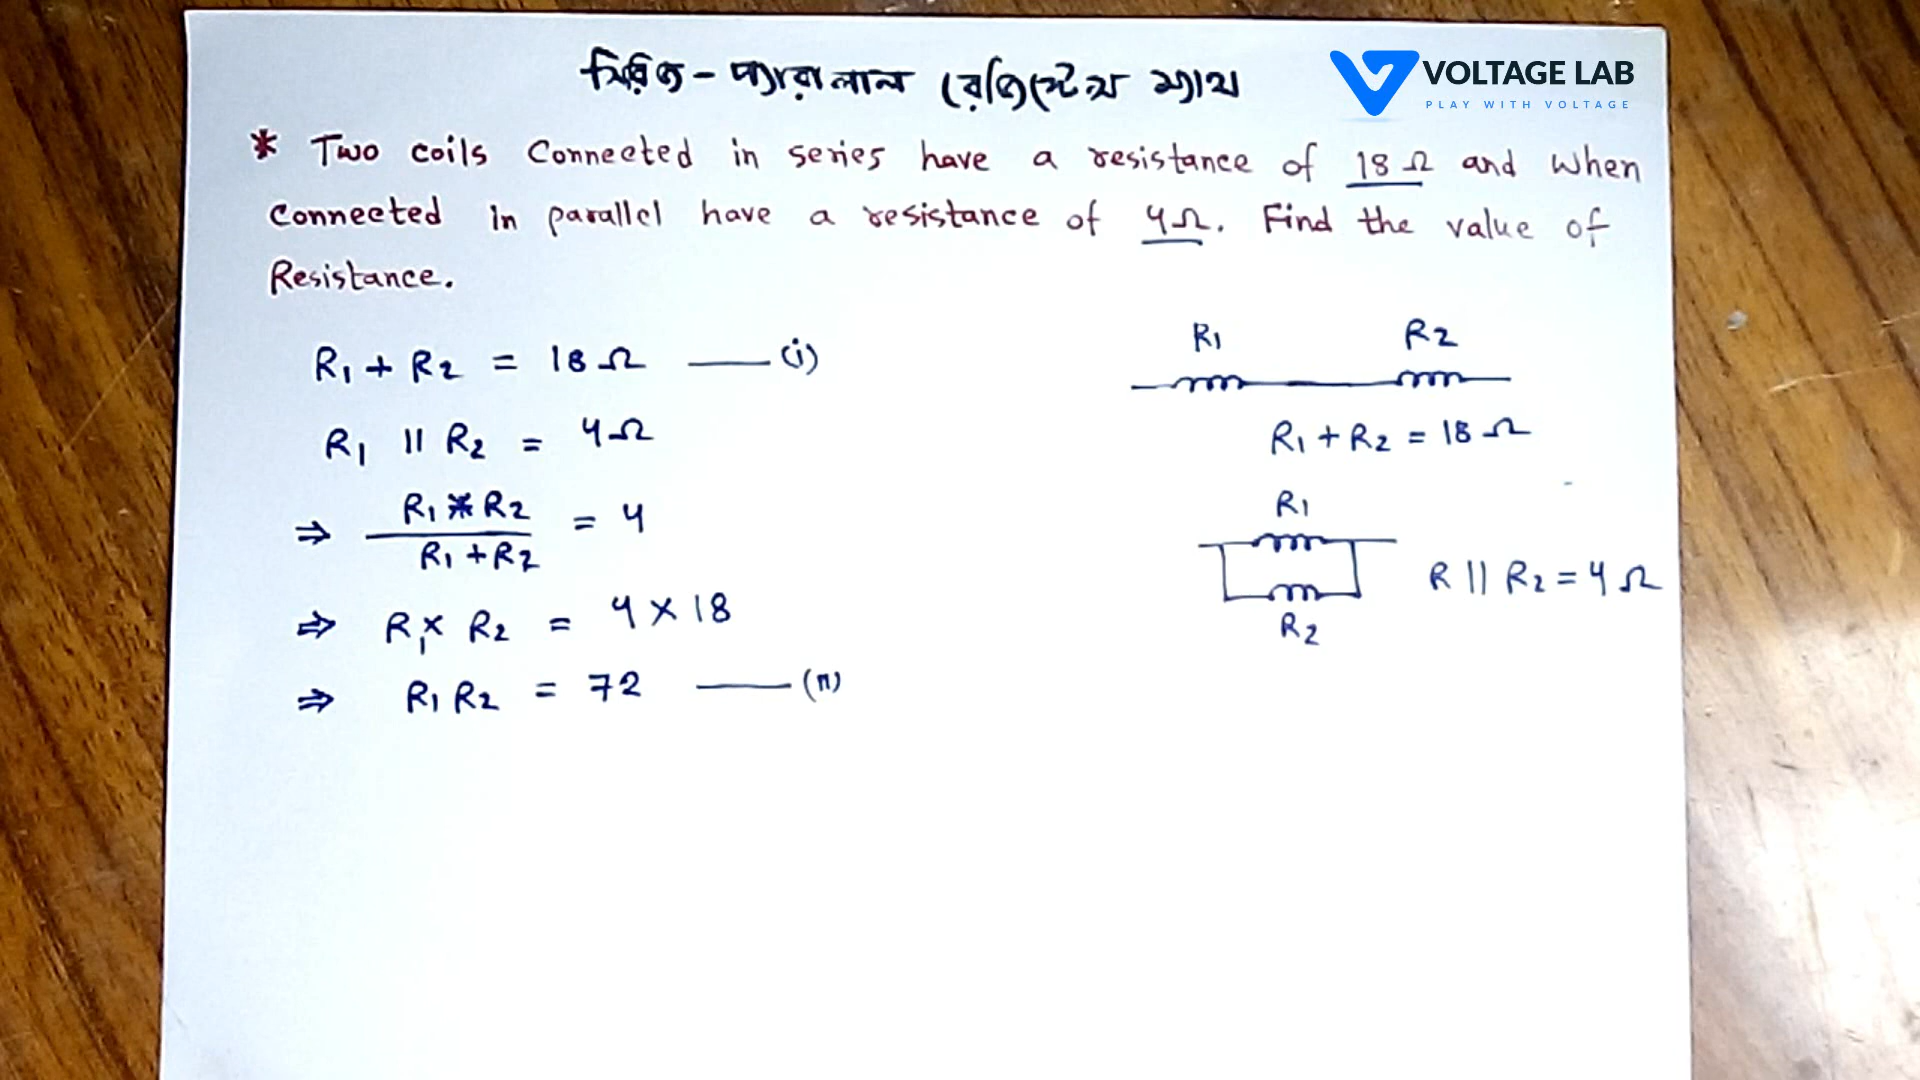 সিরিজ - প্যারালাল রেজিস্টেন্স ম্যাথ
VOLTAGE LAB
PLAY WITH VOLTAGE
* Two coils Connected in series have a resistance of 18 Ω and when
Connected in parallel have a resistance of 4Ω. Find the value of
Resistance.
R1 + R2 = 18 Ω —— (i)
R1 || R2 = 4Ω
⇒ R1 * R2 / R1 + R2 = 4
⇒ R1 × R2 = 4 × 18
⇒ R1 R2 = 72 —— (ii)
R1 R2
R1 + R2 = 18 Ω
R1
R || R2 = 4 Ω
R2